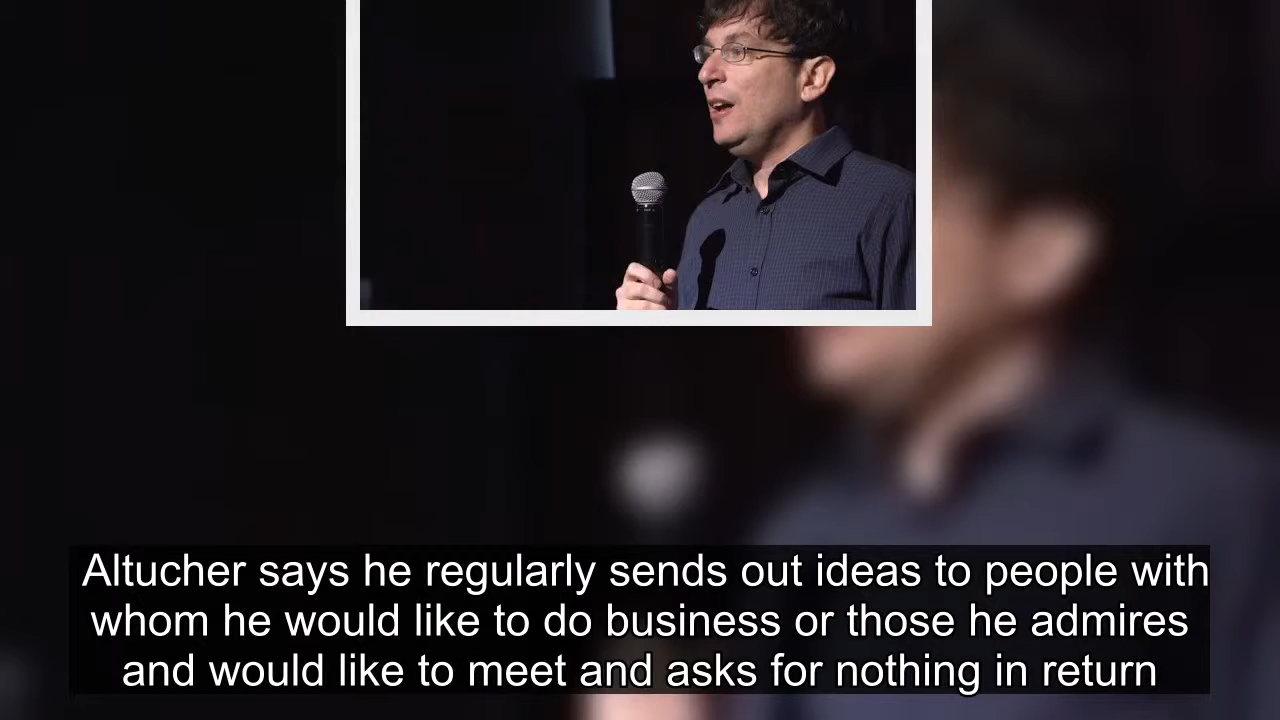 Altucher says he regularly sends out ideas to people with
whom he would like to do business or those he admires
and would like to meet and asks for nothing in return